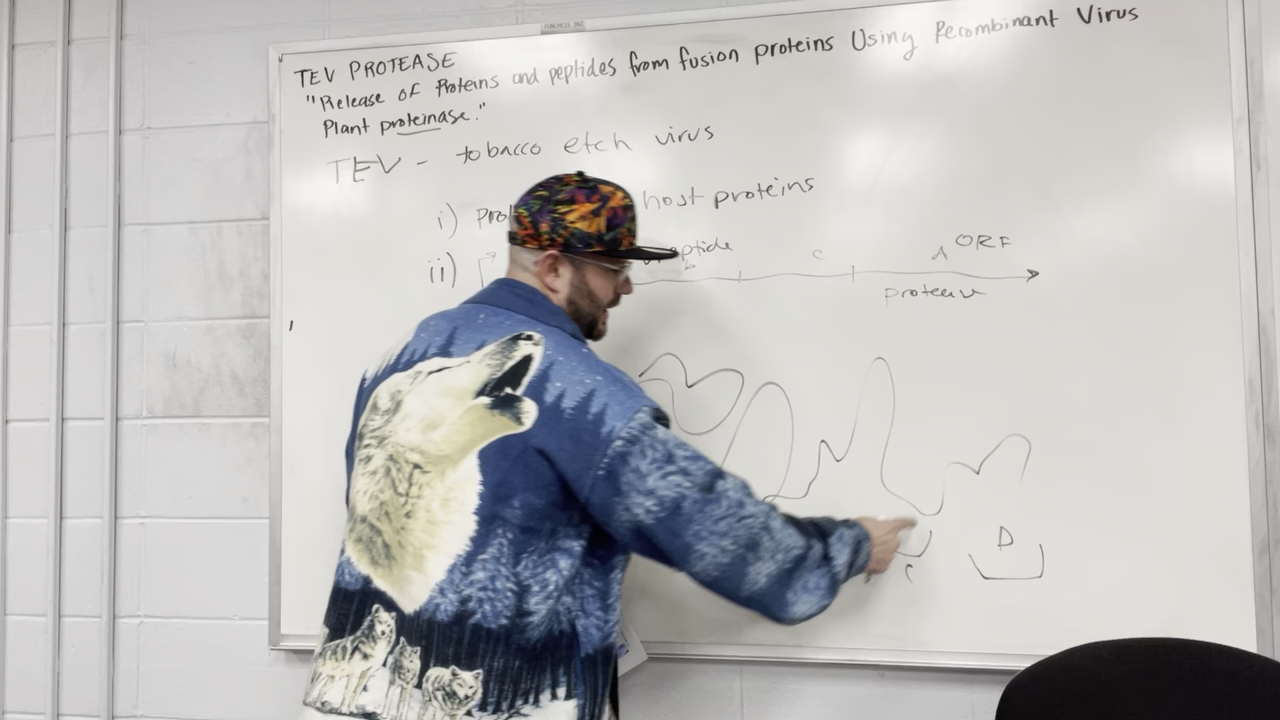 TEV PROTEASE
"Release of Proteins and peptides from fusion proteins Using Recombinant Virus
Plant proteinase."
TEV - tobacco etch virus
i) host proteins
ii)
ORF
C
D